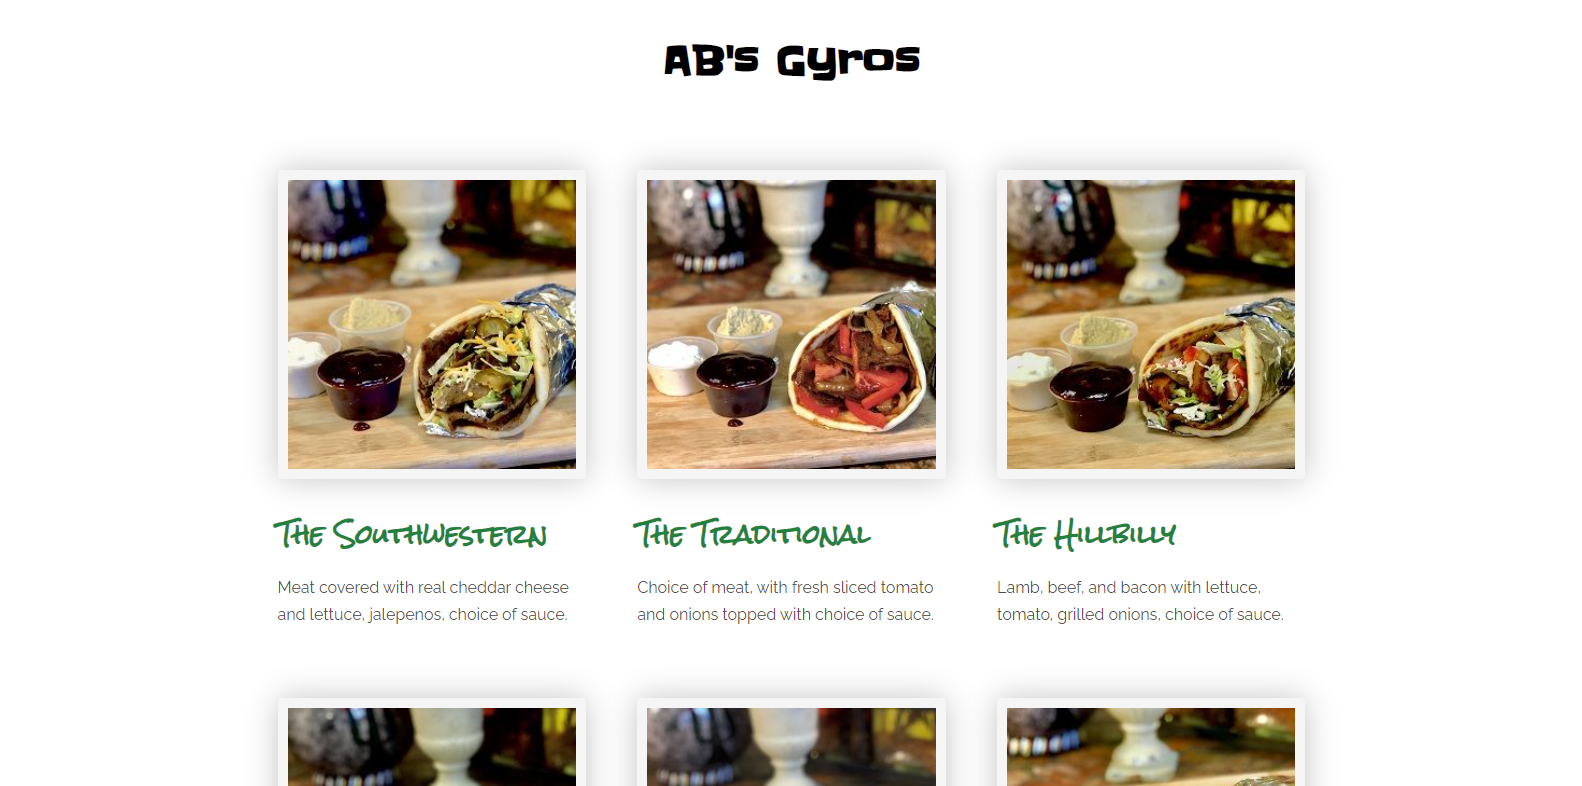 AB's Gyros
The Southwestern
Meat covered with real cheddar cheese
and lettuce, jalepenos, choice of sauce.
The Traditional
Choice of meat, with fresh sliced tomato
and onions topped with choice of sauce.
The Hillbilly
Lamb, beef, and bacon with lettuce,
tomato, grilled onions, choice of sauce.